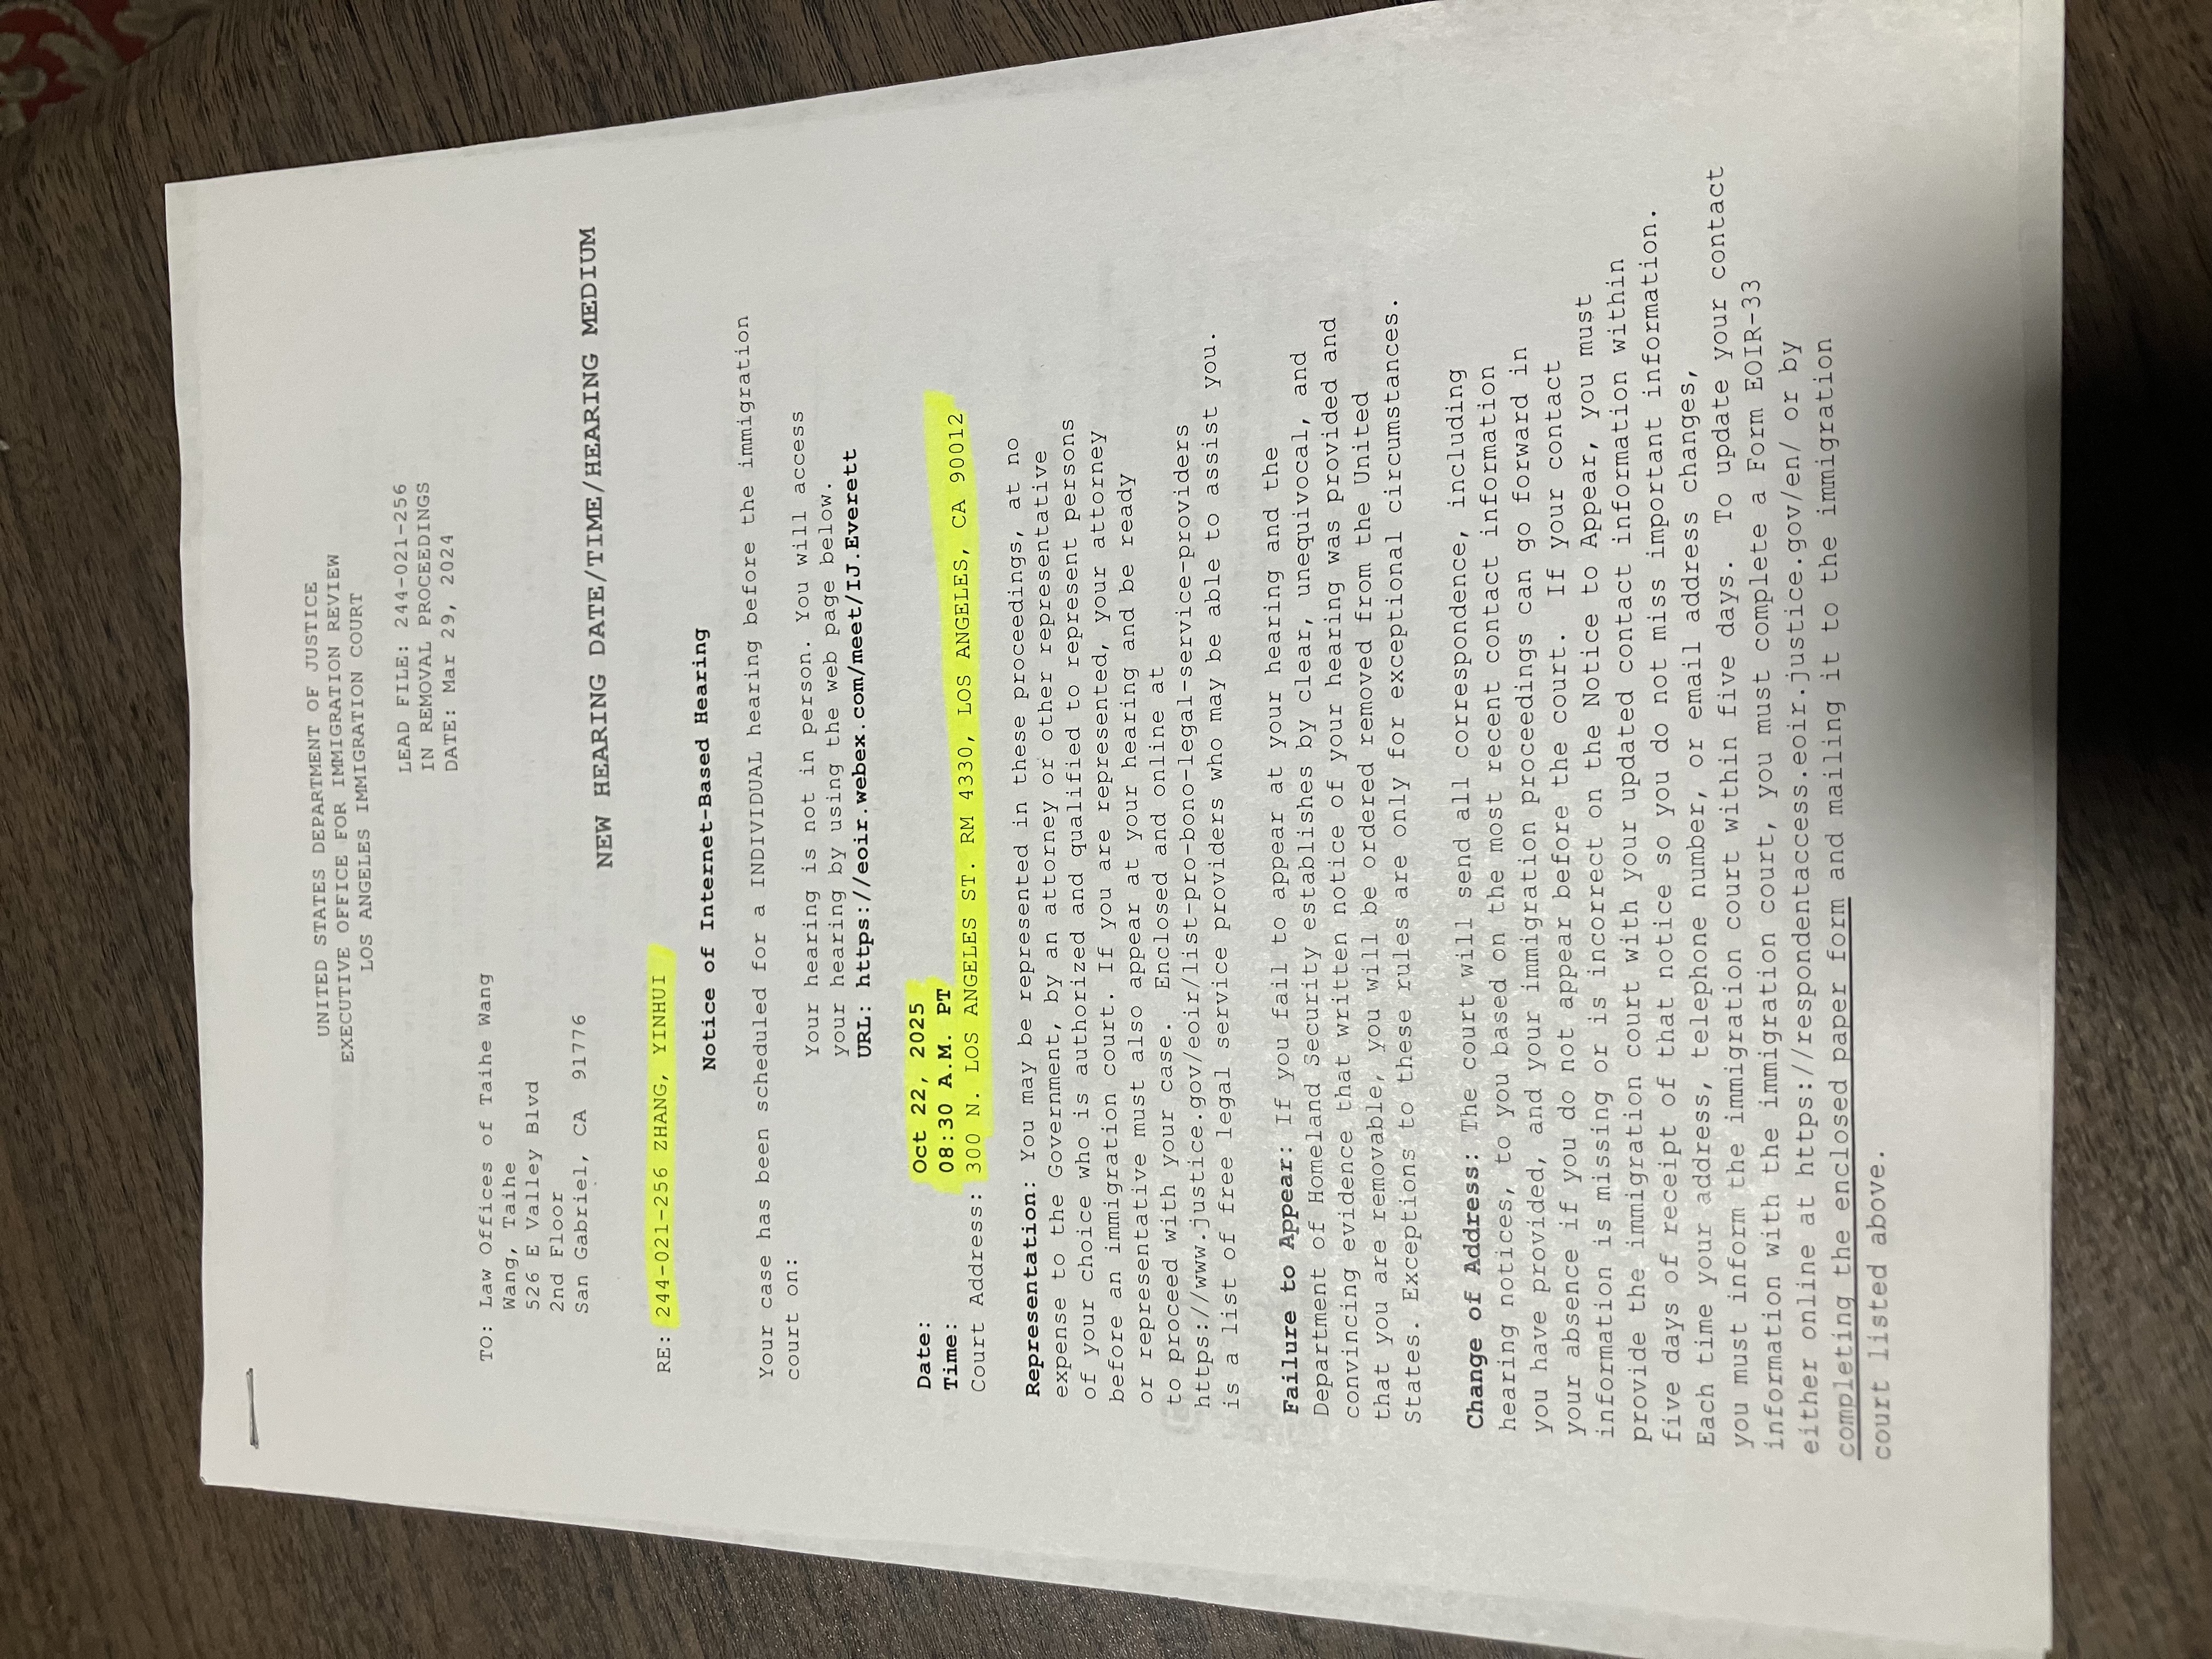 UNITED STATES DEPARTMENT OF JUSTICE
EXECUTIVE OFFICE FOR IMMIGRATION REVIEW
LOS ANGELES IMMIGRATION COURT
LEAD FILE: 244-021-256
IN REMOVAL PROCEEDINGS
DATE: Mar 29, 2024
TO: Law Offices of Taihe Wang
Wang, Taihe
526 E Valley Blvd
2nd Floor
San Gabriel, CA 91776
NEW HEARING DATE/TIME/HEARING MEDIUM
RE: 244-021-256 ZHANG, YINHUI
Notice of Internet-Based Hearing
Your case has been scheduled for a INDIVIDUAL hearing before the immigration
court on:
Your hearing is not in person. You will access
your hearing by using the web page below.
URL: https://eoir.webex.com/meet/IJ.Everett
Date: Oct 22, 2025
Time: 08:30 A.M. PT
Court Address: 300 N. LOS ANGELES ST. RM 4330, LOS ANGELES, CA 90012
Representation: You may be represented in these proceedings, at no
expense to the Government, by an attorney or other representative
of your choice who is authorized and qualified to represent persons
before an immigration court. If you are represented, your attorney
or representative must also appear at your hearing and be ready
to proceed with your case. Enclosed and online at
https://www.justice.gov/eoir/list-pro-bono-legal-service-providers
is a list of free legal service providers who may be able to assist you.
Failure to Appear: If you fail to appear at your hearing and the
Department of Homeland Security establishes by clear, unequivocal, and
convincing evidence that written notice of your hearing was provided and
that you are removable, you will be ordered removed from the United
States. Exceptions to these rules are only for exceptional circumstances.
Change of Address: The court will send all correspondence, including
hearing notices, to you based on the most recent contact information
you have provided, and your immigration proceedings can go forward in
your absence if you do not appear before the court. If your contact
information is missing or is incorrect on the Notice to Appear, you must
provide the immigration court with your updated contact information within
five days of receipt of that notice so you do not miss important information.
Each time your address, telephone number, or email address changes,
you must inform the immigration court within five days. To update your contact
information with the immigration court, you must complete a Form EOIR-33
either online at https://respondentaccess.eoir.justice.gov/en/ or by
completing the enclosed paper form and mailing it to the immigration
court listed above.